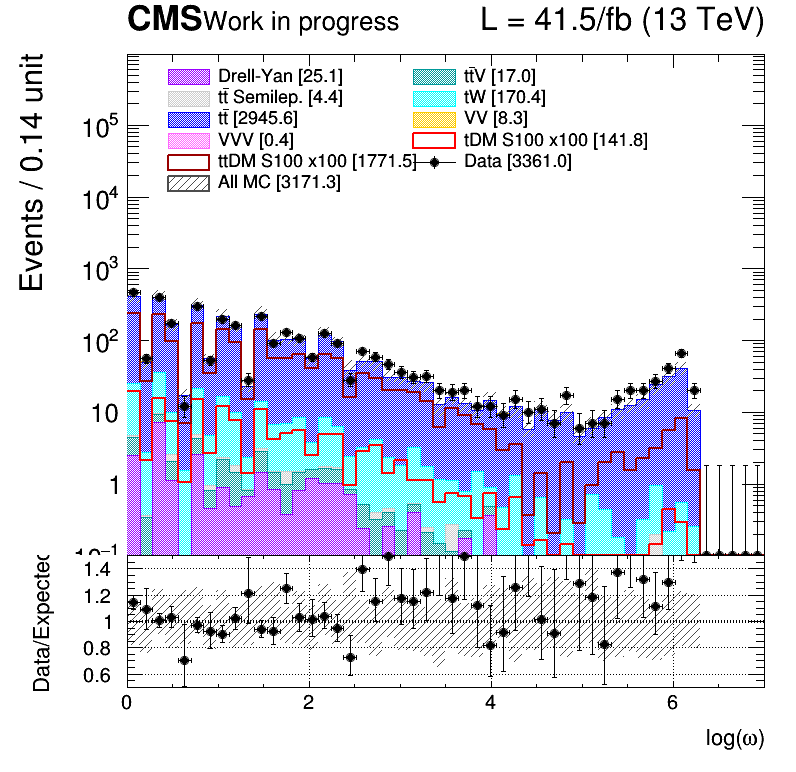 CMS Work in progress L = 41.5/fb (13 TeV)
Events / 0.14 unit
Drell-Yan [25.1] tt̄V [17.0]
tt̄ Semilep. [4.4] tW [170.4]
tt̄ [2945.6] VV [8.3]
VVV [0.4] tDM S100 x100 [141.8]
ttDM S100 x100 [1771.5] Data [3361.0]
All MC [3171.3]
10⁵
10⁴
10³
10²
10
1
10⁻¹
Data/Expected
1.4
1.2
1
0.8
0.6
0 2 4 6
log(ω)